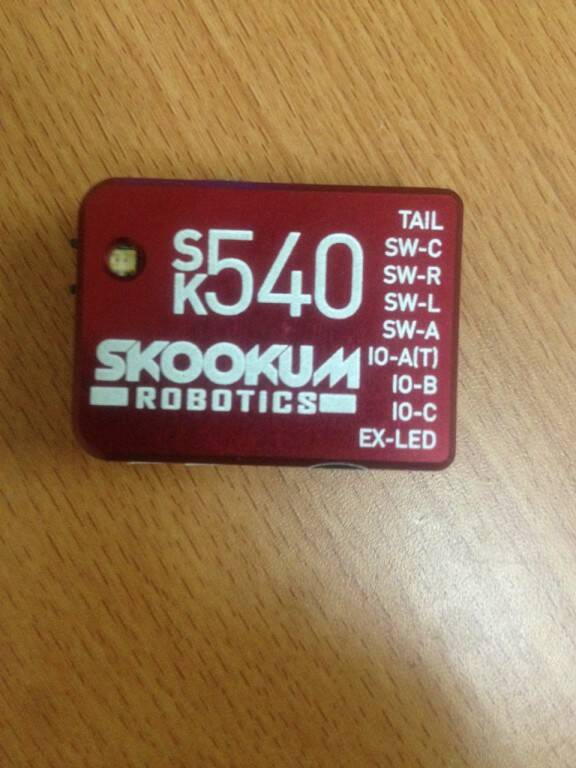 SK540
SKOOKUM
ROBOTICS
TAIL
SW-C
SW-R
SW-L
SW-A
IO-A(T)
IO-B
IO-C
EX-LED